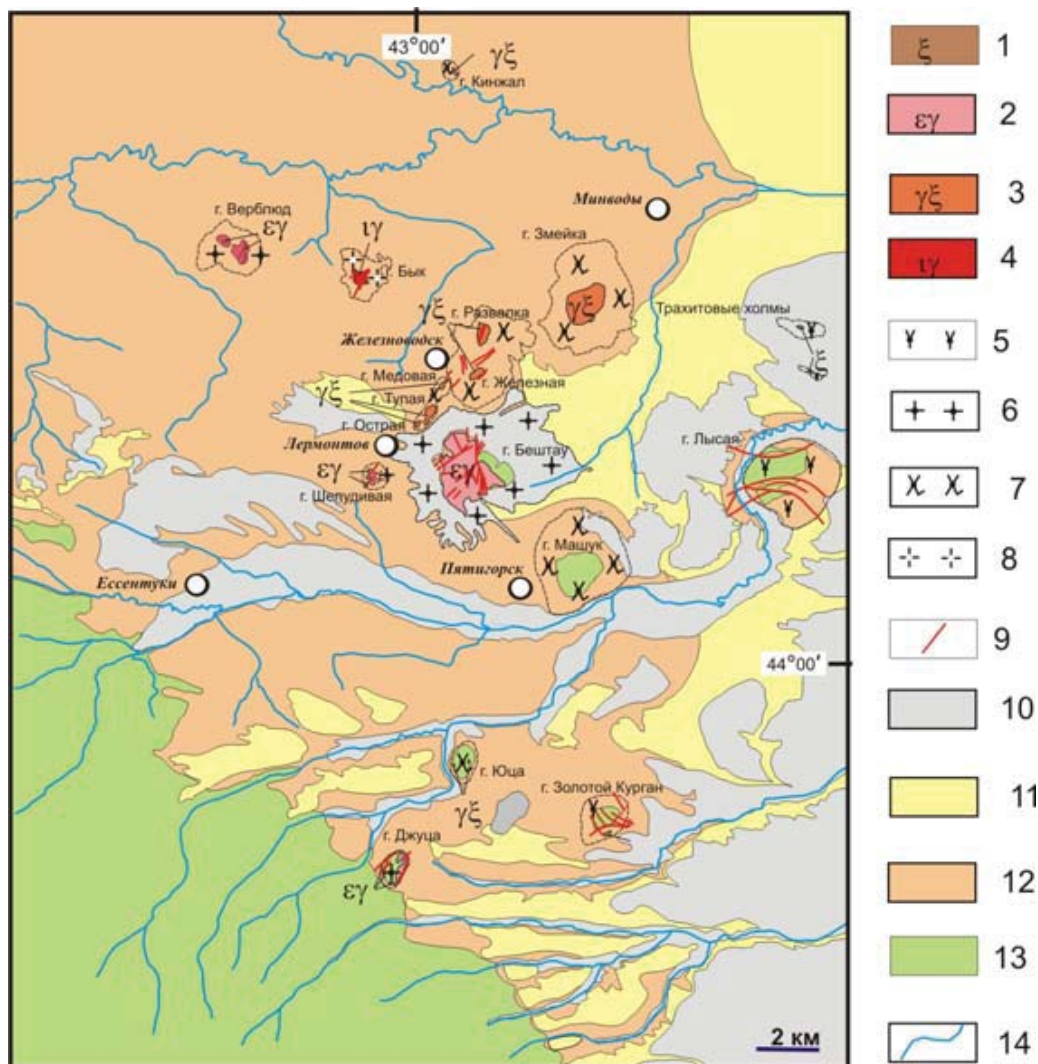 43°00'
γξ
г. Кинжал
Минводы
г. Верблюд
εγ
ιγ
г. Бык
г. Змейка
γξ
γξ
г. Развалка
Трахитовые холмы
ξ
Железноводск
г. Медовая
г. Железная
γξ
г. Тупая
г. Острая
Лермонтов
г. Бештау
г. Лысая
εγ
εγ
г. Шелудивая
г. Машук
Ессентуки
Пятигорск
44°00'
г. Юца
г. Золотой Курган
γξ
г. Джуца
εγ
2 км
ξ 1
εγ 2
γξ 3
ιγ 4
5
6
7
8
9
10
11
12
13
14